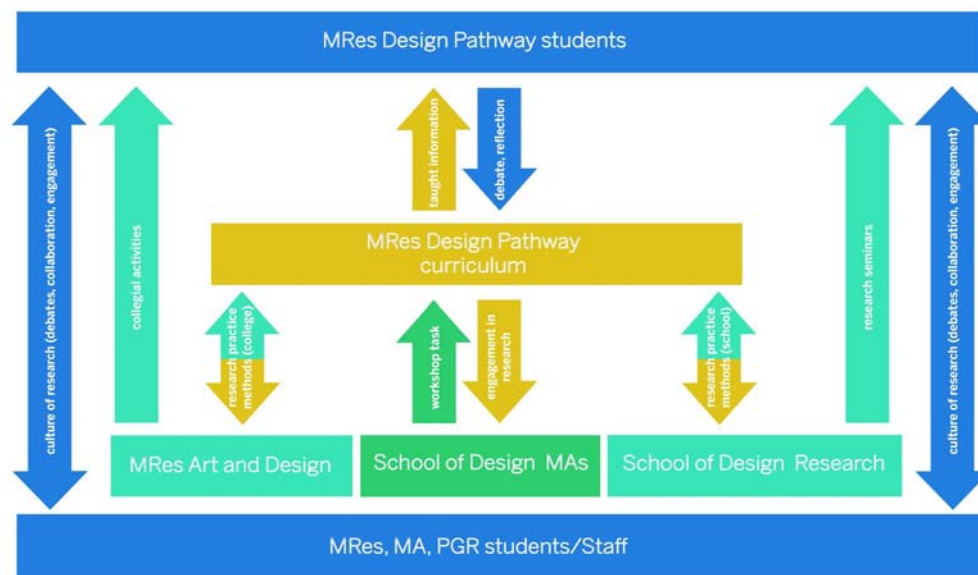 MRes Design Pathway students
culture of research (debates, collaboration, engagement)
collegial activities
taught information
debate, reflection
research seminars
culture of research (debates, collaboration, engagement)
MRes Design Pathway
curriculum
research practice
methods (college)
workshop task
engagement in
research
research practice
methods (school)
MRes Art and Design
School of Design MAs
School of Design Research
MRes, MA, PGR students/Staff